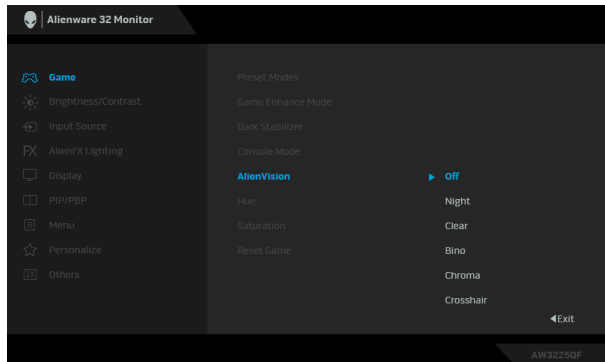 Alienware 32 Monitor
Game
Brightness/Contrast
Input Source
FX AlienFX Lighting
Display
PIP/PBP
Menu
Personalize
Others
Preset Modes
Game Enhance Mode
Dark Stabilizer
Console Mode
AlienVision
Hue
Saturation
Reset Game
Off
Night
Clear
Bino
Chroma
Crosshair
Exit
AW3225QF